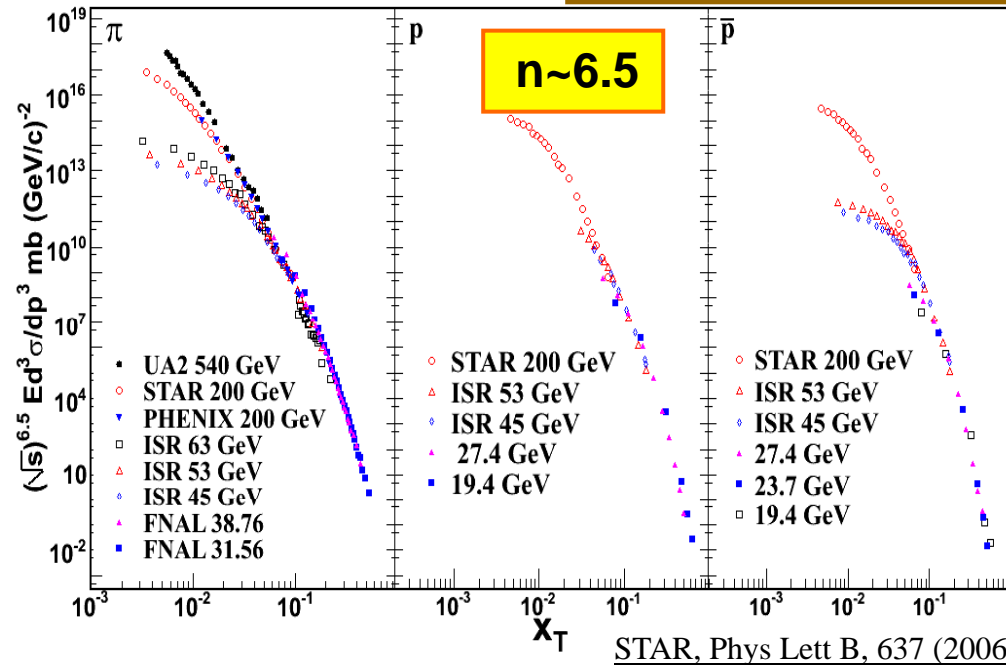 10^19
10^16
10^13
10^10
10^7
10^4
10
10^-2
(√s)^6.5 Ed^3 σ/dp^3 mb (GeV/c)^-2
π
UA2 540 GeV
STAR 200 GeV
PHENIX 200 GeV
ISR 63 GeV
ISR 53 GeV
ISR 45 GeV
FNAL 38.76
FNAL 31.56
p
n~6.5
STAR 200 GeV
ISR 53 GeV
ISR 45 GeV
27.4 GeV
19.4 GeV
p̄
STAR 200 GeV
ISR 53 GeV
ISR 45 GeV
27.4 GeV
23.7 GeV
19.4 GeV
10^-3 10^-2 10^-1 10^-3 10^-2 10^-1 10^-3 10^-2 10^-1
x_T
STAR, Phys Lett B, 637 (2006